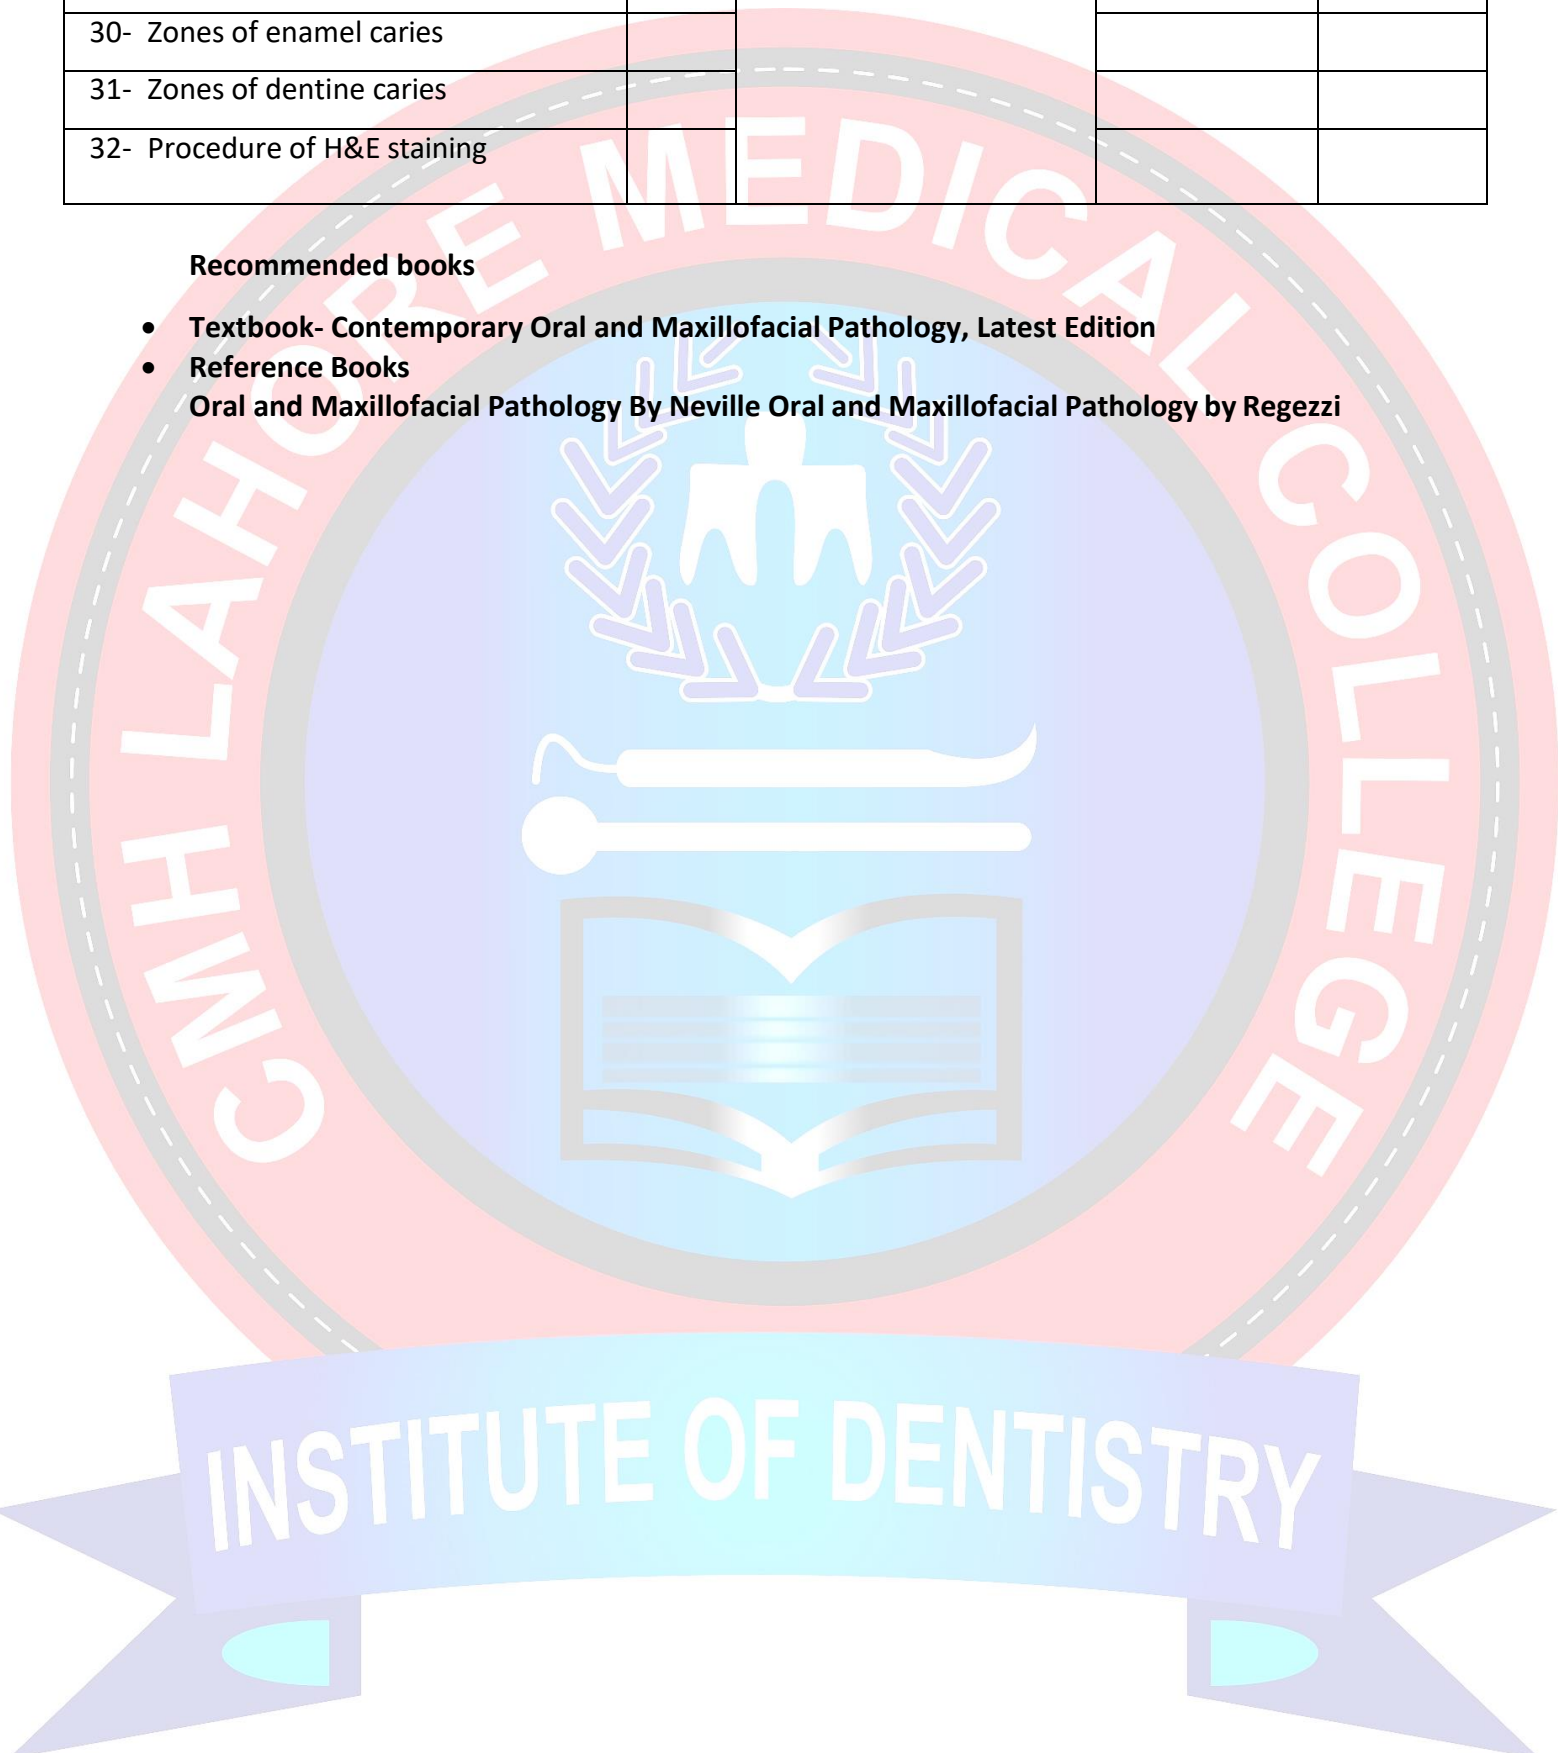 30- Zones of enamel caries
31- Zones of dentine caries
32- Procedure of H&E staining
Recommended books
• Textbook- Contemporary Oral and Maxillofacial Pathology, Latest Edition
• Reference Books
Oral and Maxillofacial Pathology By Neville Oral and Maxillofacial Pathology by Regezzi
CMH LAHORE MEDICAL COLLEGE
INSTITUTE OF DENTISTRY